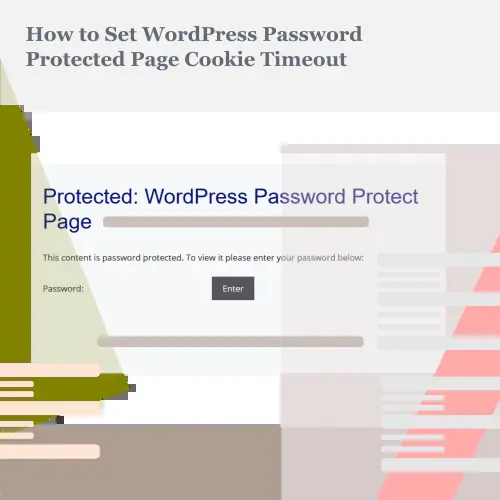 How to Set WordPress Password
Protected Page Cookie Timeout
Protected: WordPress Password Protect
Page
This content is password protected. To view it please enter your password below:
Password:
Enter